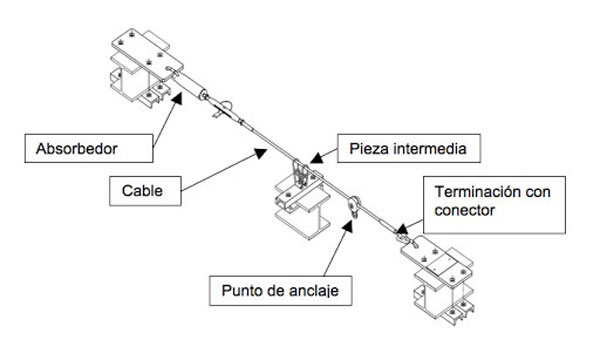 Absorbedor
Pieza intermedia
Cable
Terminación con
conector
Punto de anclaje